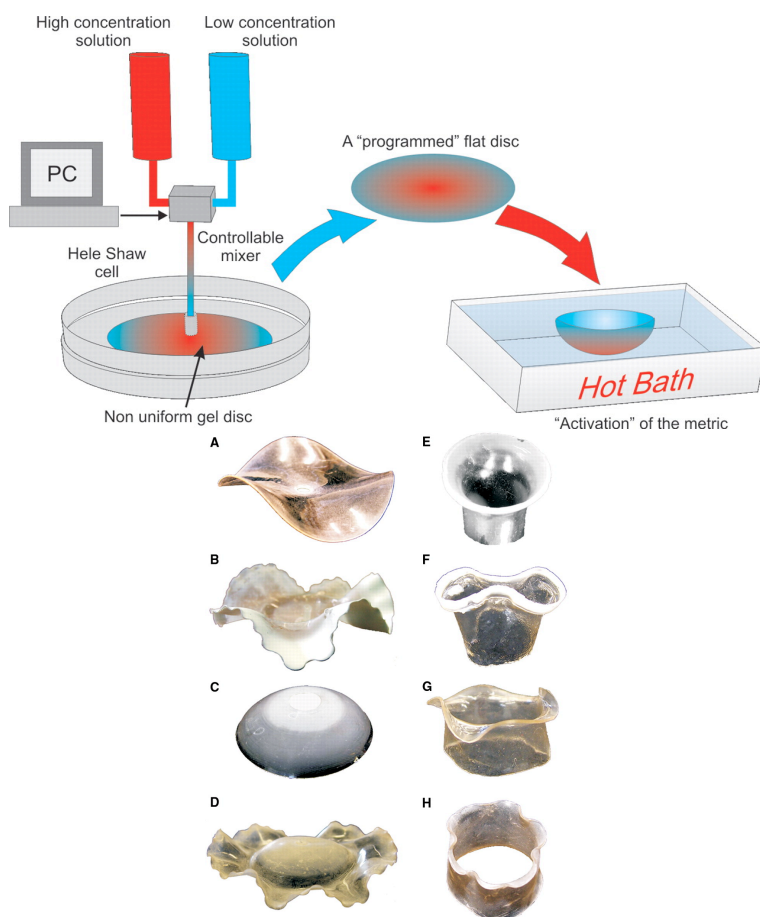 High concentration
solution
Low concentration
solution
PC
A “programmed” flat disc
Controllable
mixer
Hele Shaw
cell
Non uniform gel disc
Hot Bath
“Activation” of the metric
A
E
B
F
C
G
D
H